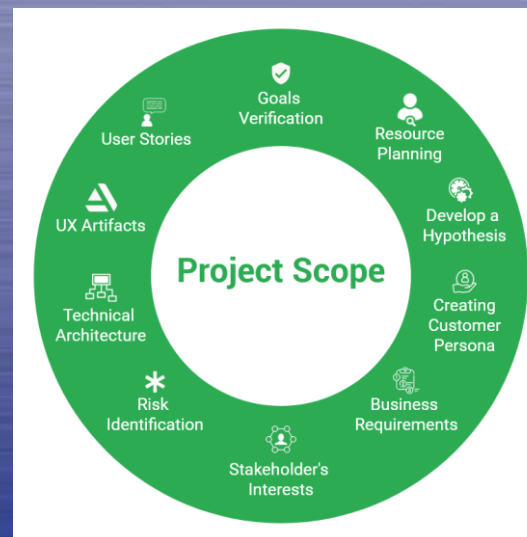 Goals
Verification
Resource
Planning
Develop a
Hypothesis
Creating
Customer
Persona
Business
Requirements
Stakeholder's
Interests
Risk
Identification
Technical
Architecture
UX Artifacts
User Stories
Project Scope